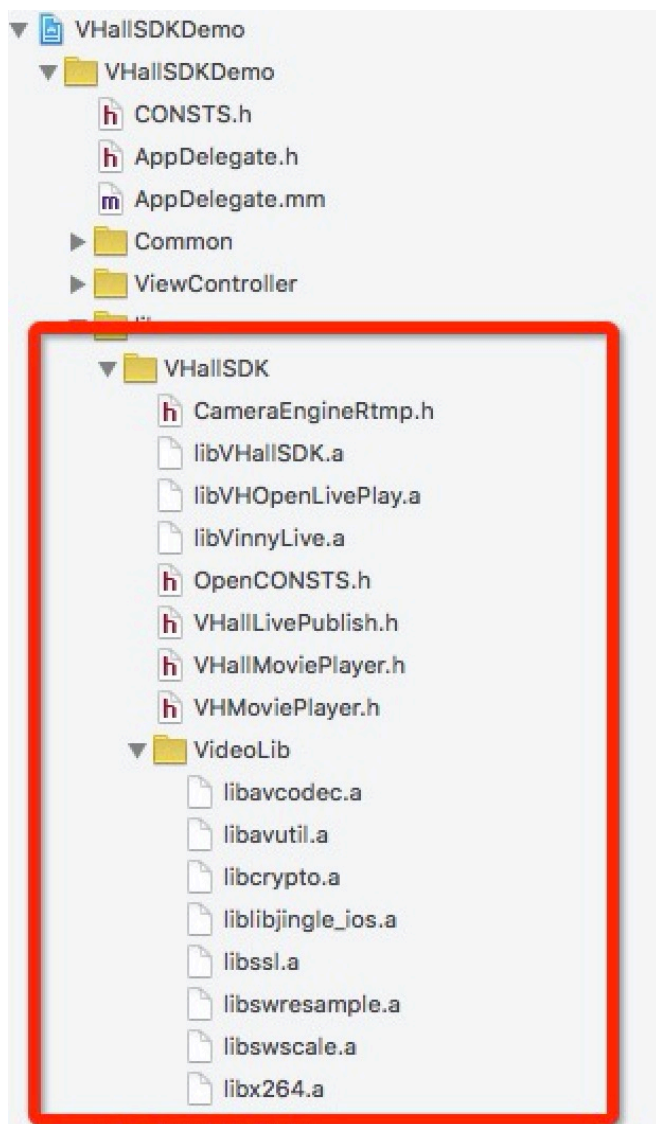 VHallSDKDemo
VHallSDKDemo
h CONSTS.h
h AppDelegate.h
m AppDelegate.mm
Common
ViewController
VHallSDK
h CameraEngineRtmp.h
libVHallSDK.a
libVHOpenLivePlay.a
libVinnyLive.a
h OpenCONSTS.h
h VHallLivePublish.h
h VHallMoviePlayer.h
h VHMoviePlayer.h
VideoLib
libavcodec.a
libavutil.a
libcrypto.a
liblibjingle_ios.a
libssl.a
libswresample.a
libswscale.a
libx264.a